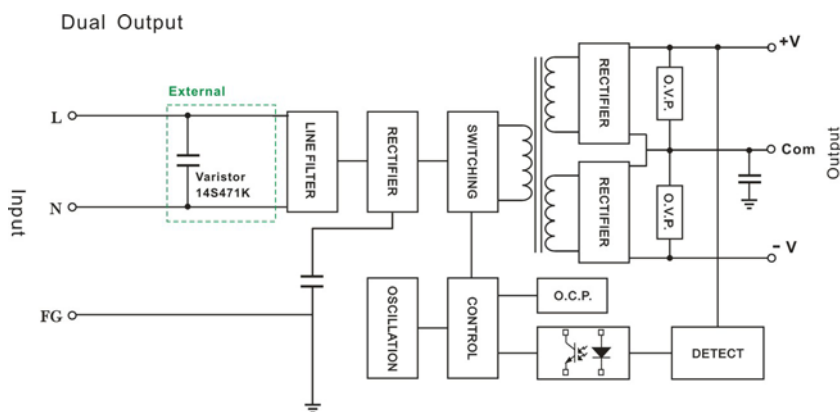 Dual Output
External
L
N
FG
Input
Varistor
14S471K
LINE FILTER
RECTIFIER
SWITCHING
RECTIFIER
RECTIFIER
O.V.P.
O.V.P.
+V
Com
- V
Output
OSCILLATION
CONTROL
O.C.P.
DETECT